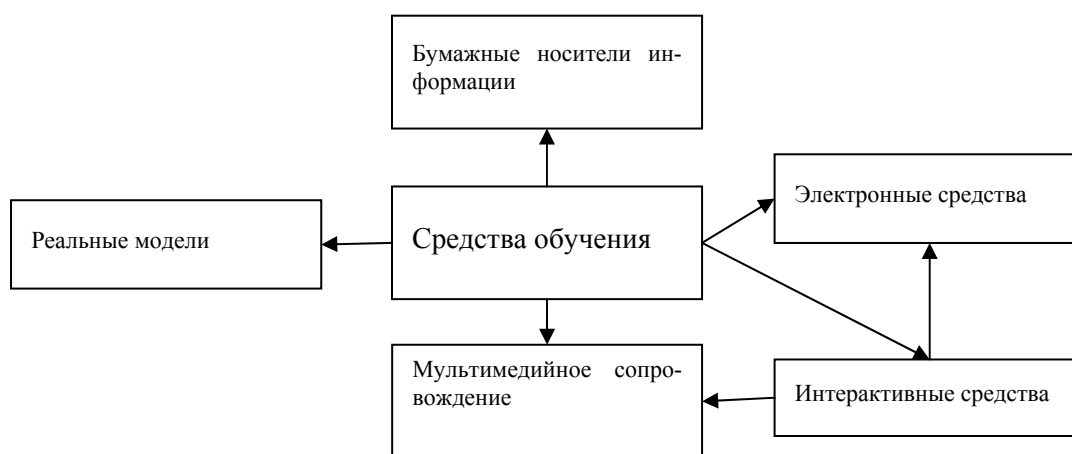 Бумажные носители ин-
формации
Электронные средства
Реальные модели
Средства обучения
Мультимедийное сопро-
вождение
Интерактивные средства